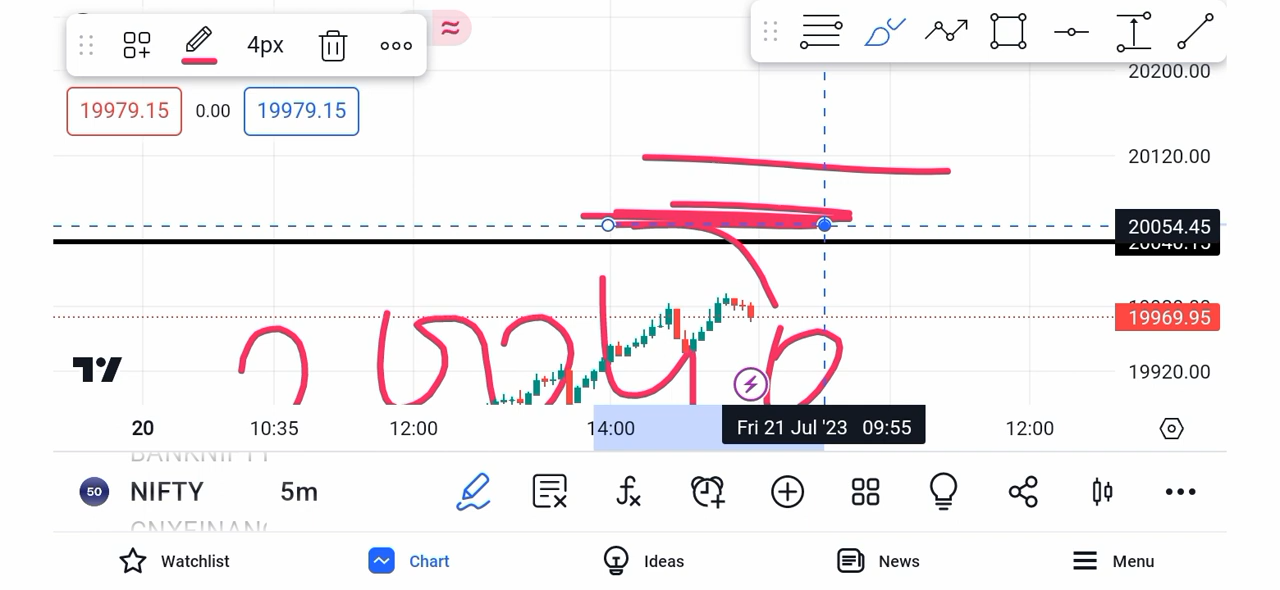 4px
20200.00
19979.15 0.00 19979.15
20120.00
20054.45
19969.95
19920.00
20 10:35 12:00 14:00 Fri 21 Jul '23 09:55 12:00
BANKNIFTY
50 NIFTY 5m
Watchlist Chart Ideas News Menu